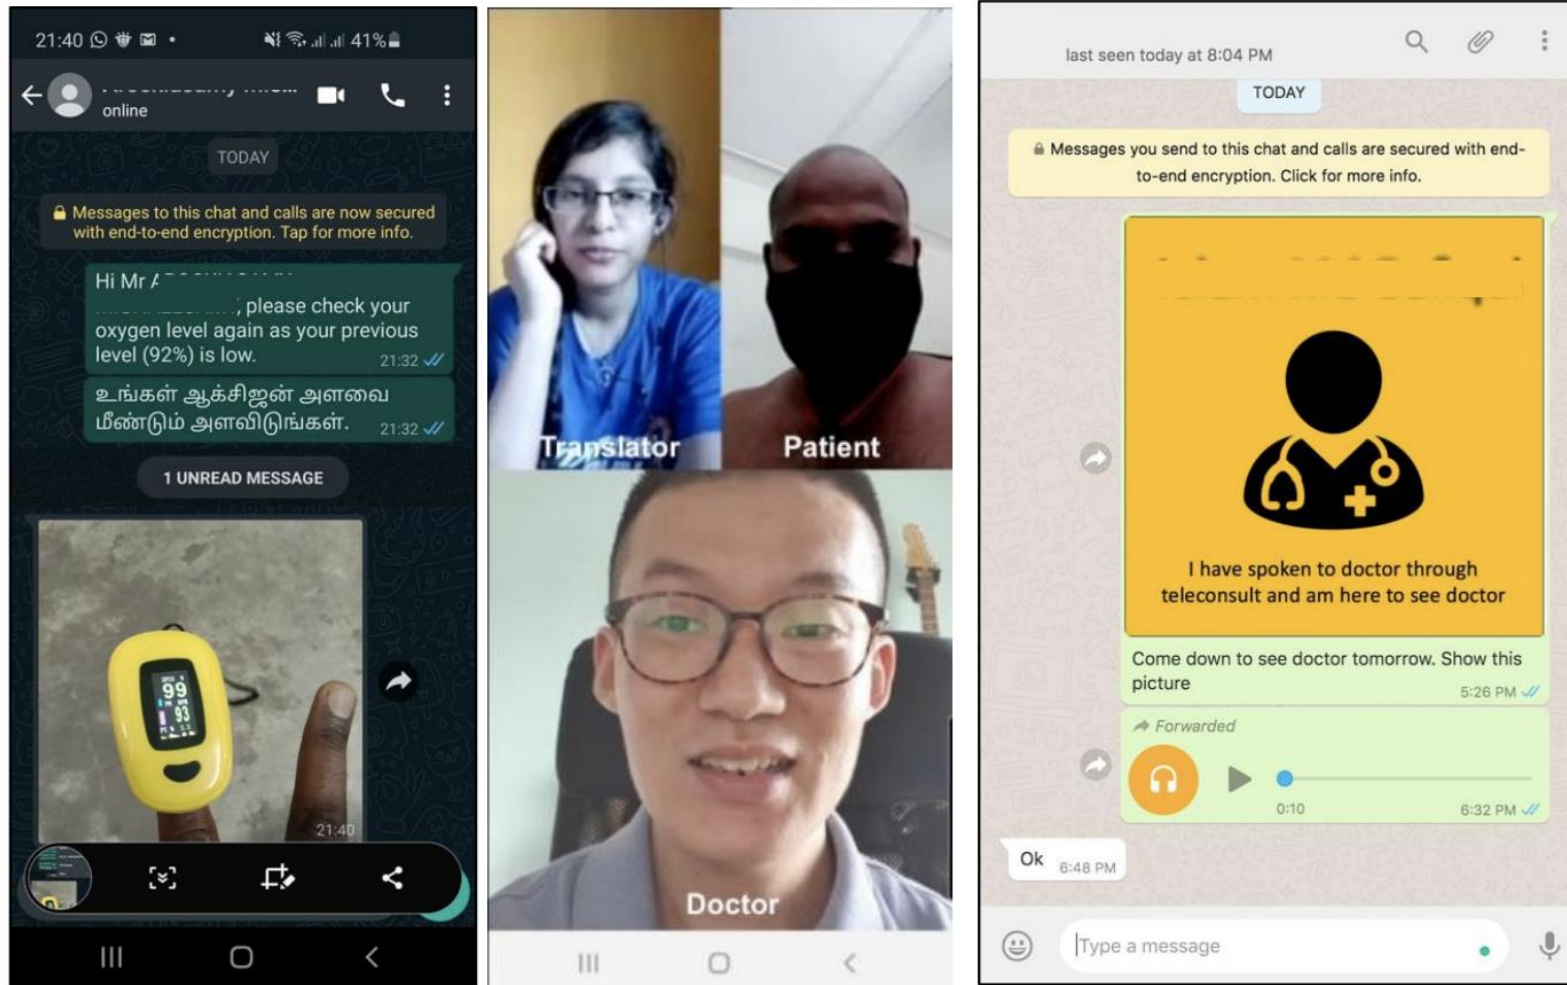 21:40
41%
online
TODAY
Messages to this chat and calls are now secured
with end-to-end encryption. Tap for more info.
Hi Mr
, please check your
oxygen level again as your previous
level (92%) is low.
21:32
உங்கள் ஆக்சிஜன் அளவை
மீண்டும் அளவிடுங்கள்.
21:32
1 UNREAD MESSAGE
99
93
21:40
Translator
Patient
Doctor
last seen today at 8:04 PM
TODAY
Messages you send to this chat and calls are secured with end-
to-end encryption. Click for more info.
I have spoken to doctor through
teleconsult and am here to see doctor
Come down to see doctor tomorrow. Show this
picture
5:26 PM
Forwarded
0:10
6:32 PM
Ok
6:48 PM
Type a message